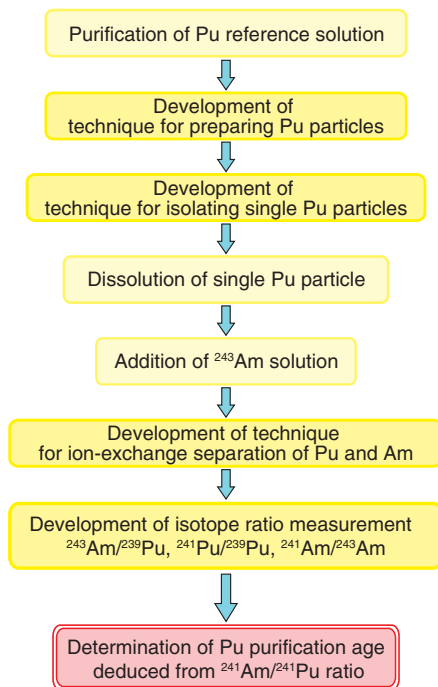 Purification of Pu reference solution
Development of
technique for preparing Pu particles
Development of
technique for isolating single Pu particles
Dissolution of single Pu particle
Addition of ²⁴³Am solution
Development of technique
for ion-exchange separation of Pu and Am
Development of isotope ratio measurement
²⁴³Am/²³⁹Pu, ²⁴¹Pu/²³⁹Pu, ²⁴¹Am/²⁴³Am
Determination of Pu purification age
deduced from ²⁴¹Am/²⁴¹Pu ratio